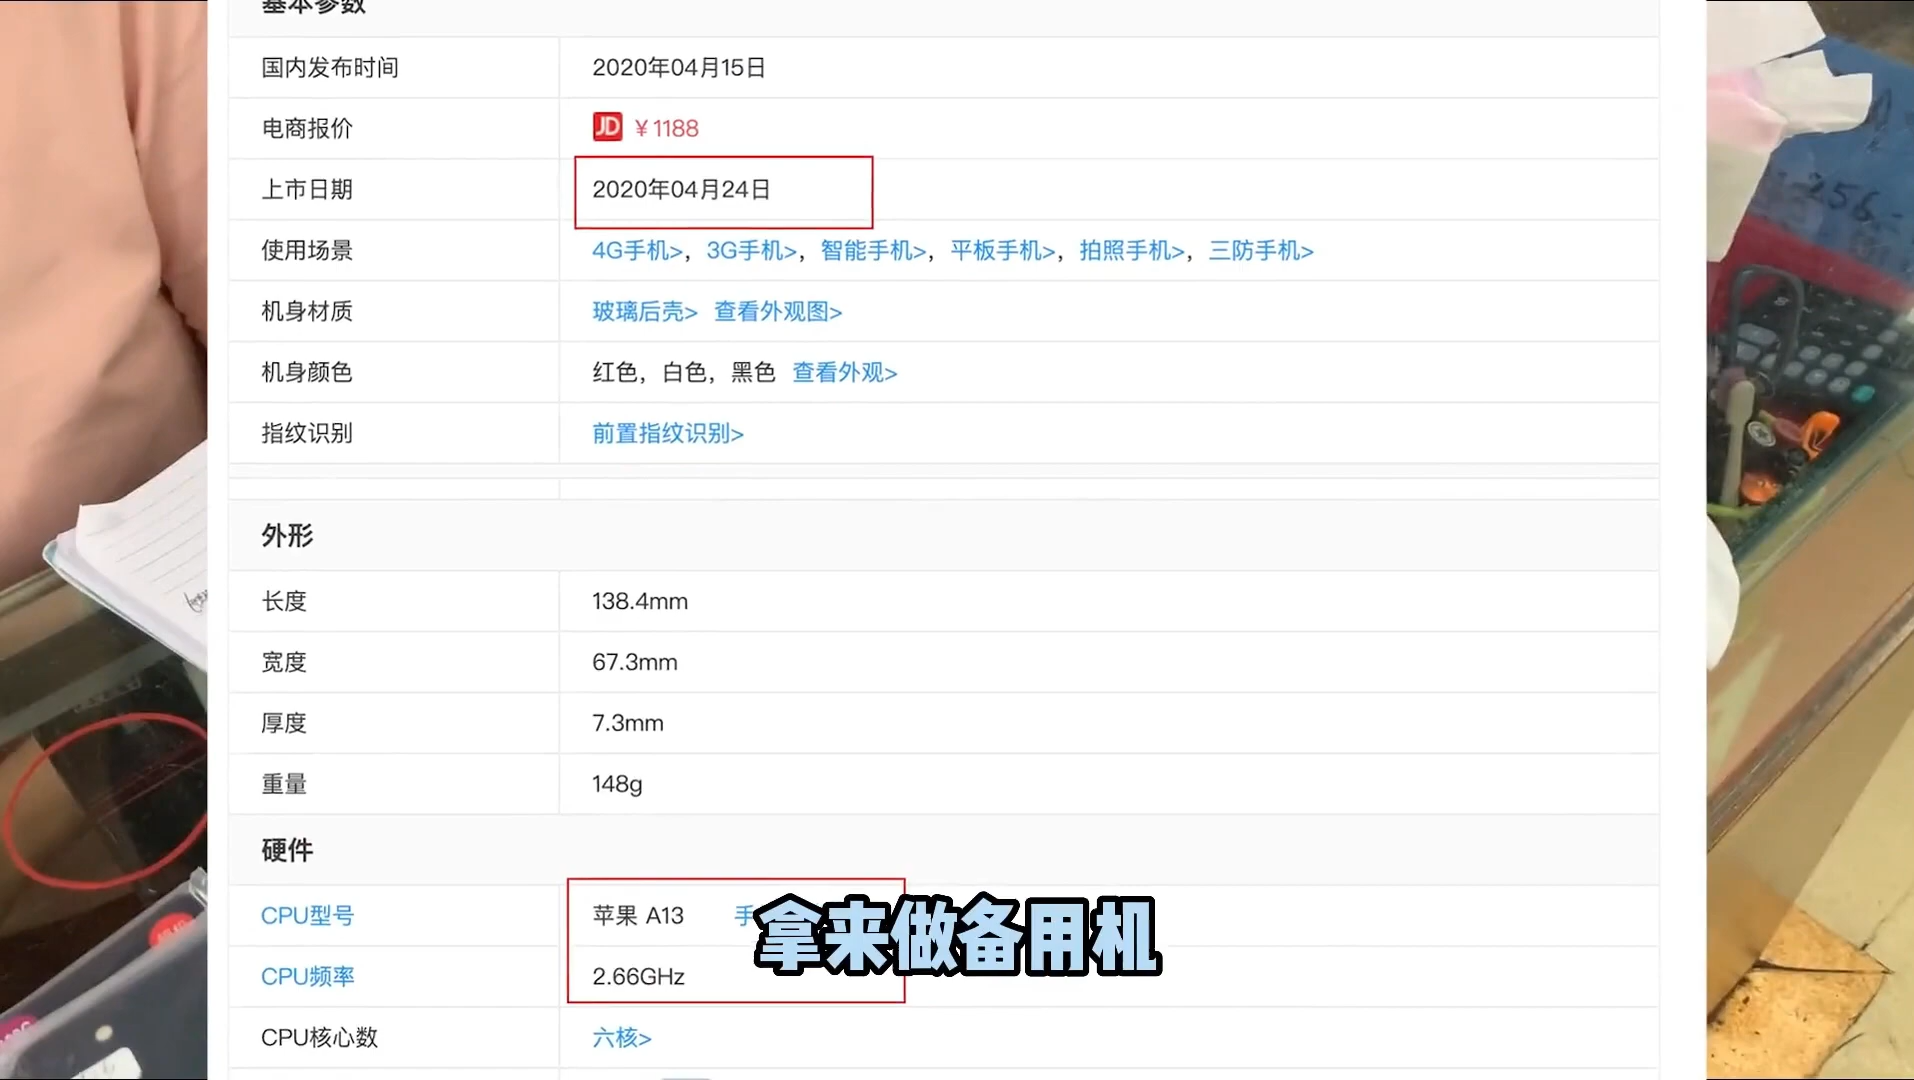 基本参数
国内发布时间 2020年04月15日
电商报价 JD ￥1188
上市日期 2020年04月24日
使用场景 4G手机>，3G手机>，智能手机>，平板手机>，拍照手机>，三防手机>
机身材质 玻璃后壳> 查看外观图>
机身颜色 红色，白色，黑色 查看外观>
指纹识别 前置指纹识别>
外形
长度 138.4mm
宽度 67.3mm
厚度 7.3mm
重量 148g
硬件
CPU型号 苹果 A13 手
拿来做备用机
CPU频率 2.66GHz
CPU核心数 六核>
256